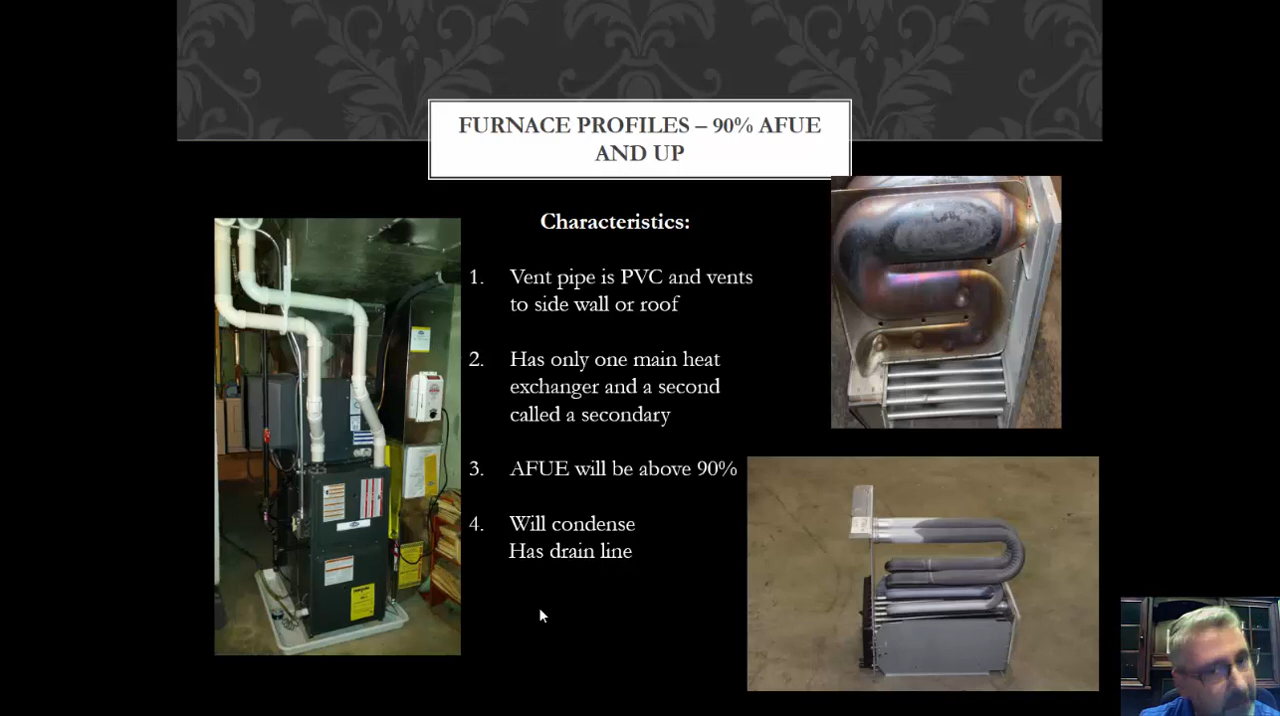 FURNACE PROFILES – 90% AFUE
AND UP
Characteristics:
1. Vent pipe is PVC and vents
to side wall or roof
2. Has only one main heat
exchanger and a second
called a secondary
3. AFUE will be above 90%
4. Will condense
Has drain line